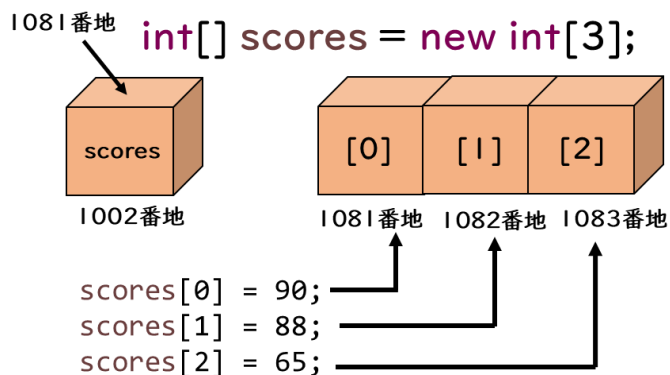 1081番地
int[] scores = new int[3];
scores
[0] [1] [2]
1002番地
1081番地 1082番地 1083番地
scores[0] = 90;
scores[1] = 88;
scores[2] = 65;